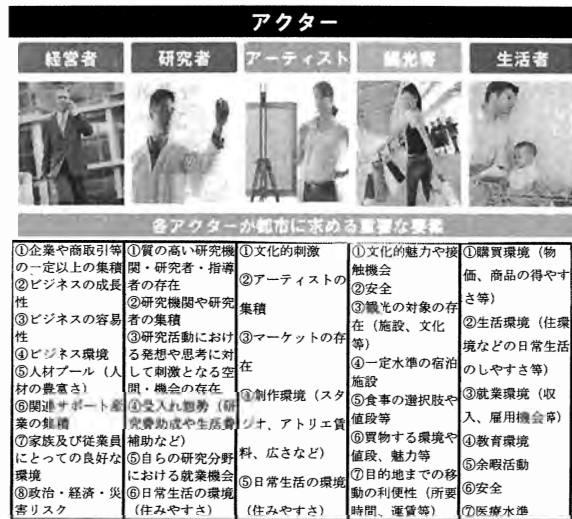 アクター
経営者
研究者
アーティスト
観光客
生活者
各アクターが都市に求める重要な要素
①企業や商取引等
の一定以上の集積
②ビジネスの成長
性
③ビジネスの容易
性
④ビジネス環境
⑤人材プール（人
材の豊富さ）
⑥関連サポート産
業の集積
⑦家族及び従業員
にとっての良好な
環境
⑧政治・経済・災
害リスク
①質の高い研究機
関・研究者・指導
者の存在
②研究機関や研究
者の集積
③研究活動におけ
る発想や思考に対
して刺激となる空
間・機会の存在
④受入れ態勢（研
究費助成や生活費
補助など）
⑤自らの研究分野
における就業機会
⑥日常生活の環境
（住みやすさ）
①文化的刺激
②アーティストの
集積
③マーケットの存
在
④創作環境（スタ
ジオ、アトリエ賃
料、広さなど）
⑤日常生活の環境
（住みやすさ）
①文化的魅力や接
触機会
②安全
③観光の対象の存
在（施設、文化
等）
④一定水準の宿泊
施設
⑤食事の選択肢や
値段等
⑥買物する環境や
値段、魅力等
⑦目的地までの移
動の利便性（所要
時間、運賃等）
①購買環境（物
価、商品の得やす
さ等）
②生活環境（住環
境などの日常生活
のしやすさ等）
③就業環境（収
入、雇用機会等）
④教育環境
⑤余暇活動
⑥安全
⑦医療水準